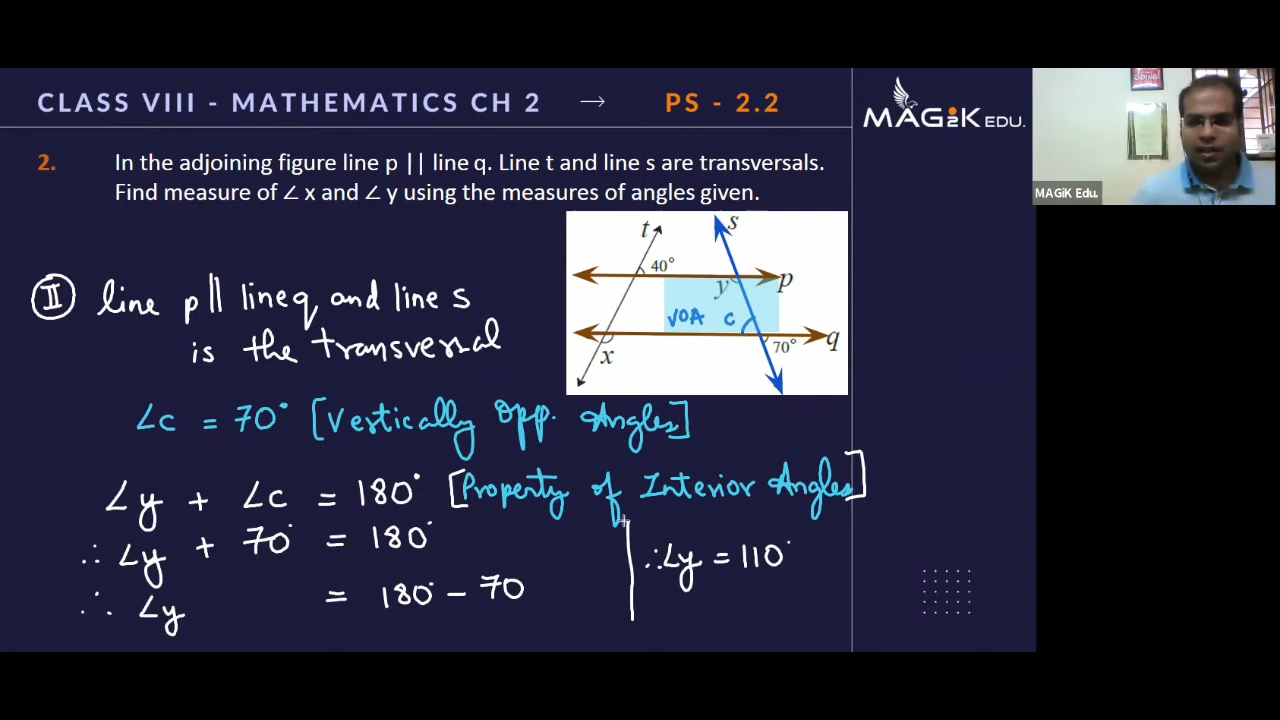 CLASS VIII - MATHEMATICS CH 2 → PS - 2.2
MAGiK EDU.
MAGiK Edu.
2. In the adjoining figure line p || line q. Line t and line s are transversals.
Find measure of ∠ x and ∠ y using the measures of angles given.
t
s
40°
p
y
VOA c
x
70°
q
II line p || line q and line s
is the transversal
∠c = 70° [Vertically Opp. Angles]
∠y + ∠c = 180° [Property of Interior Angles]
∴ ∠y + 70° = 180°
∴ ∠y = 180° - 70
∴ ∠y = 110°